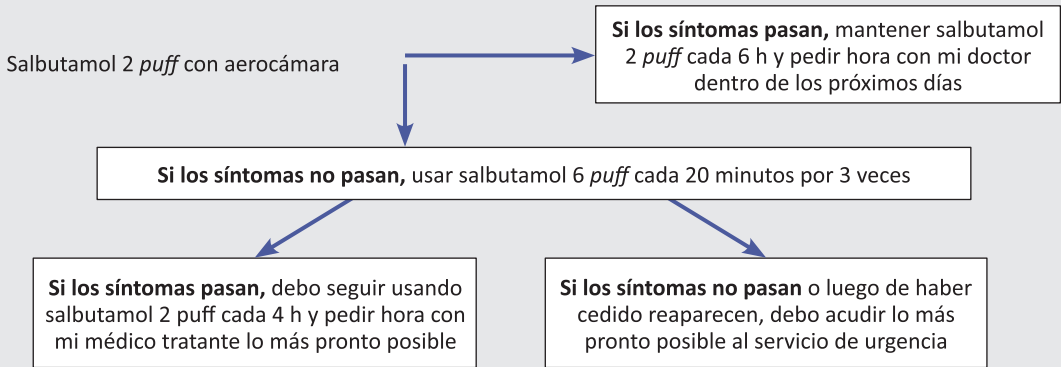 Si los síntomas pasan, mantener salbutamol
2 puff cada 6 h y pedir hora con mi doctor
dentro de los próximos días
Salbutamol 2 puff con aerocámara
Si los síntomas no pasan, usar salbutamol 6 puff cada 20 minutos por 3 veces
Si los síntomas pasan, debo seguir usando
salbutamol 2 puff cada 4 h y pedir hora con
mi médico tratante lo más pronto posible
Si los síntomas no pasan o luego de haber
cedido reaparecen, debo acudir lo más
pronto posible al servicio de urgencia